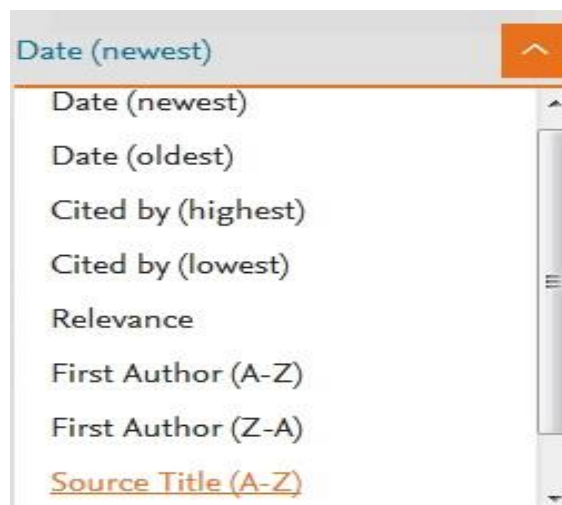 Date (newest)
Date (newest)
Date (oldest)
Cited by (highest)
Cited by (lowest)
Relevance
First Author (A-Z)
First Author (Z-A)
Source Title (A-Z)